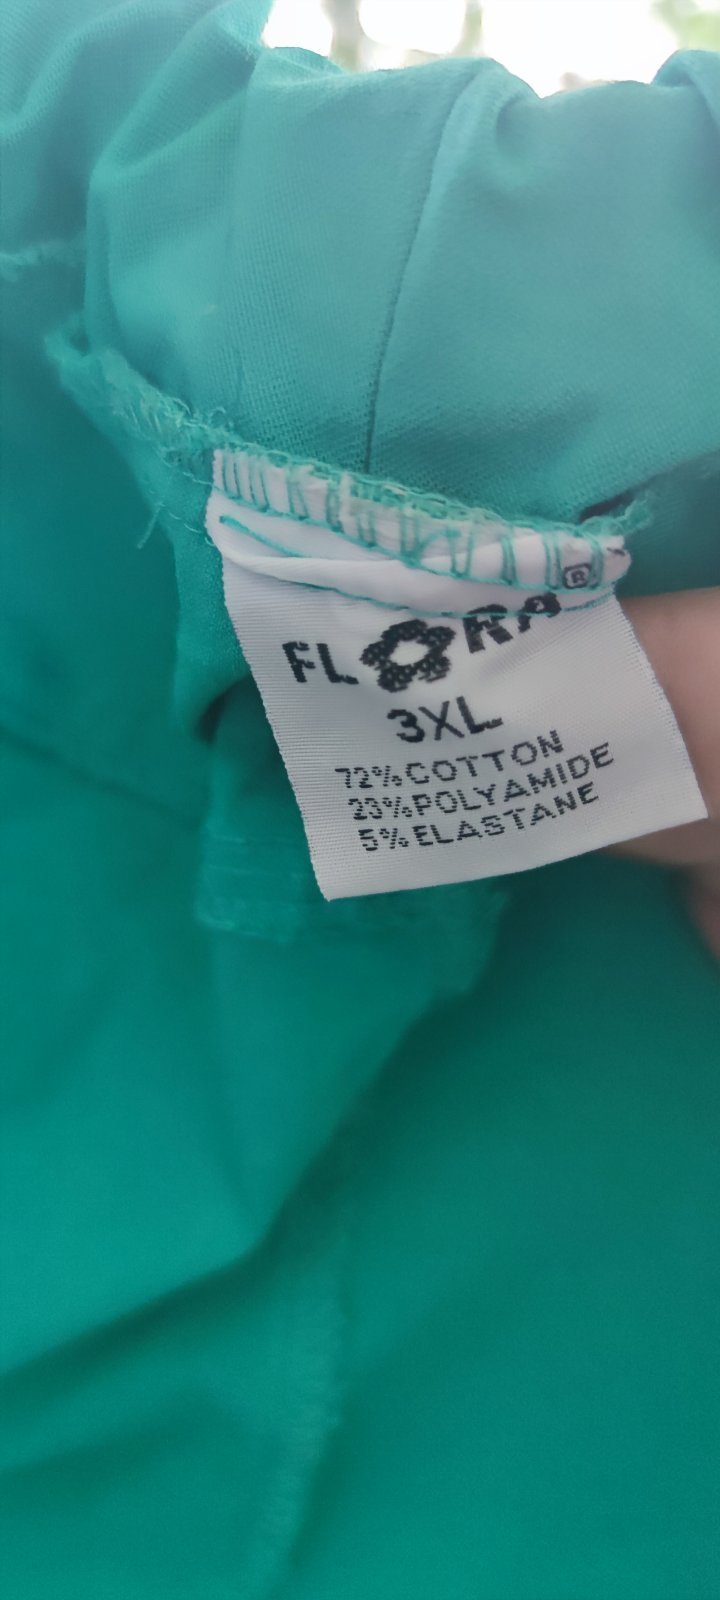 FLORA®
3XL
72% COTTON
23% POLYAMIDE
5% ELASTANE